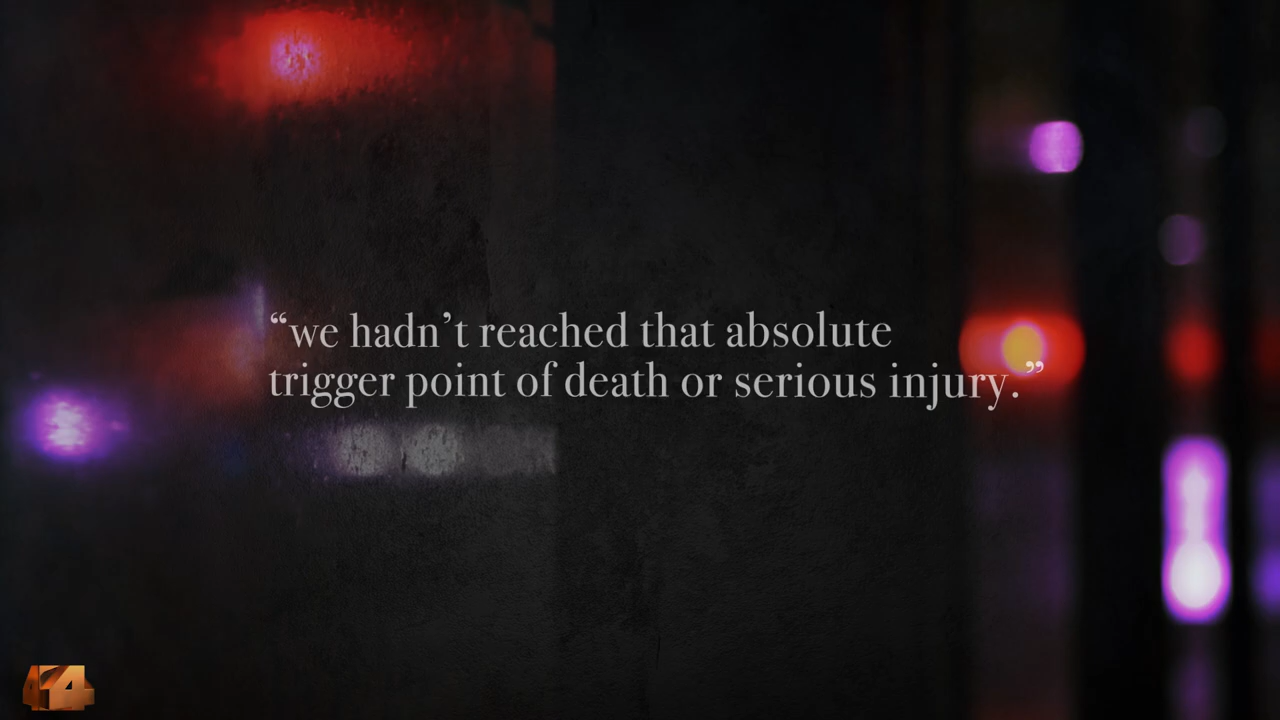 “we hadn’t reached that absolute
trigger point of death or serious injury.”